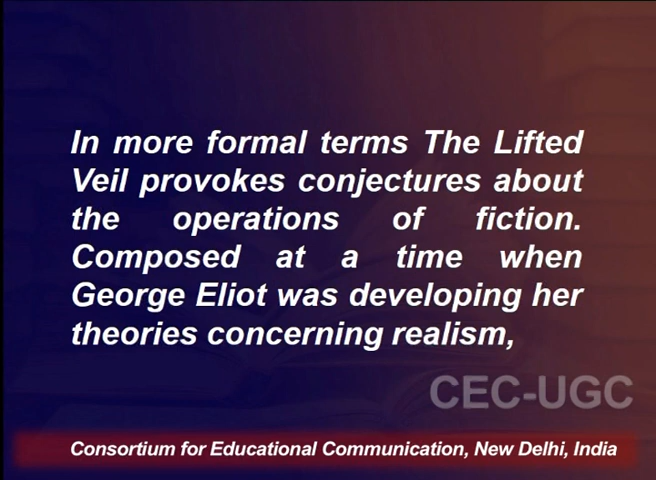 In more formal terms The Lifted
Veil provokes conjectures about
the operations of fiction.
Composed at a time when
George Eliot was developing her
theories concerning realism,
CEC-UGC
Consortium for Educational Communication, New Delhi, India